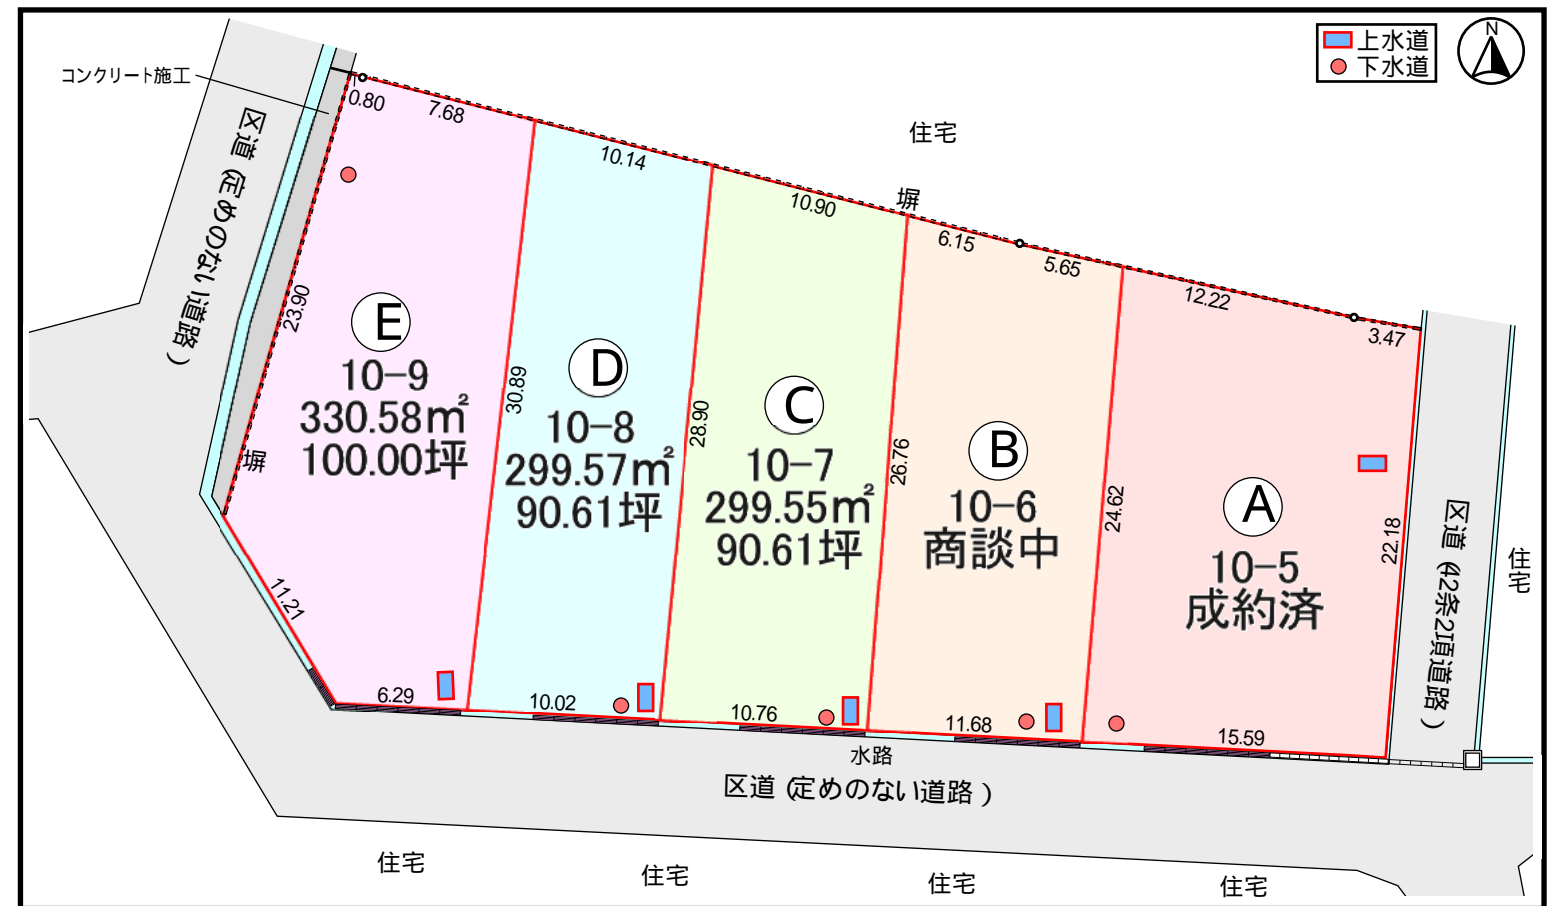 上水道
下水道
N
コンクリート施工
区道（定めのない道路）
住宅
塀
0.80
7.68
10.14
10.90
6.15
5.65
12.22
3.47
23.90
塀
11.21
6.29
30.89
10.02
28.90
10.76
26.76
11.68
24.62
15.59
22.18
E
10-9
330.58㎡
100.00坪
D
10-8
299.57㎡
90.61坪
C
10-7
299.55㎡
90.61坪
B
10-6
商談中
A
10-5
成約済
区道（42条2項道路）
住宅
水路
区道（定めのない道路）
住宅
住宅
住宅
住宅